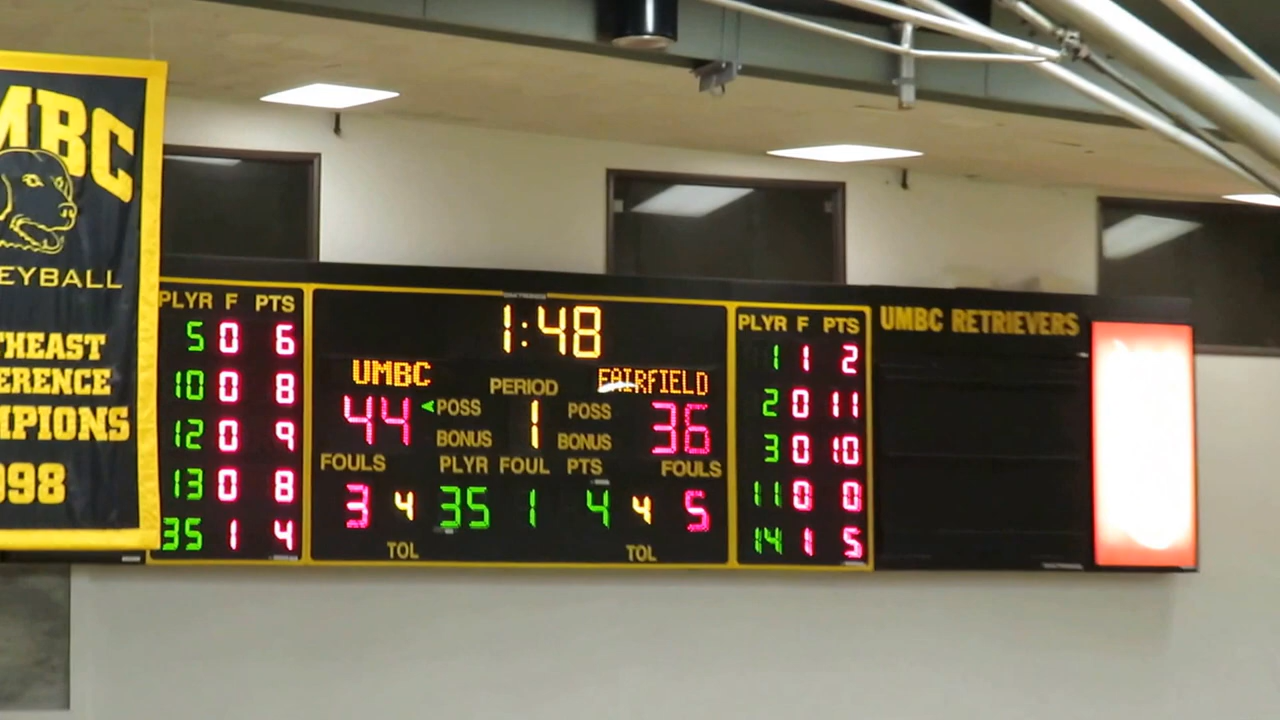 MBC
EYBALL
HEAST
ERENCE
MPIONS
998
PLYR F PTS
5 0 6
10 0 8
12 0 9
13 0 8
35 1 4
1:48
UMBC PERIOD FAIRFIELD
44 POSS 1 POSS 36
BONUS BONUS
FOULS PLYR FOUL PTS FOULS
3 4 35 1 4 4 5
TOL TOL
PLYR F PTS
1 1 2
2 0 11
3 0 10
11 0 0
14 1 5
UMBC RETRIEVERS